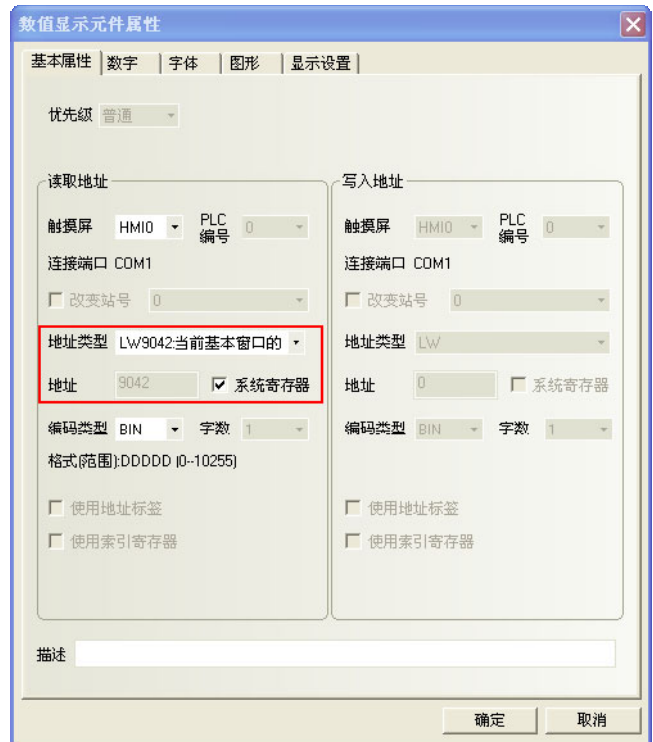 数值显示元件属性
基本属性 数字 字体 图形 显示设置
优先级 普通
读取地址
触摸屏 HMI0 PLC编号 0
连接端口 COM1
改变站号 0
地址类型 LW9042:当前基本窗口的
地址 9042 系统寄存器
编码类型 BIN 字数 1
格式(范围):DDDDD (0--10255)
使用地址标签
使用索引寄存器
写入地址
触摸屏 HMI0 PLC编号 0
连接端口 COM1
改变站号 0
地址类型 LW
地址 0 系统寄存器
编码类型 BIN 字数 1
使用地址标签
使用索引寄存器
描述
确定 取消